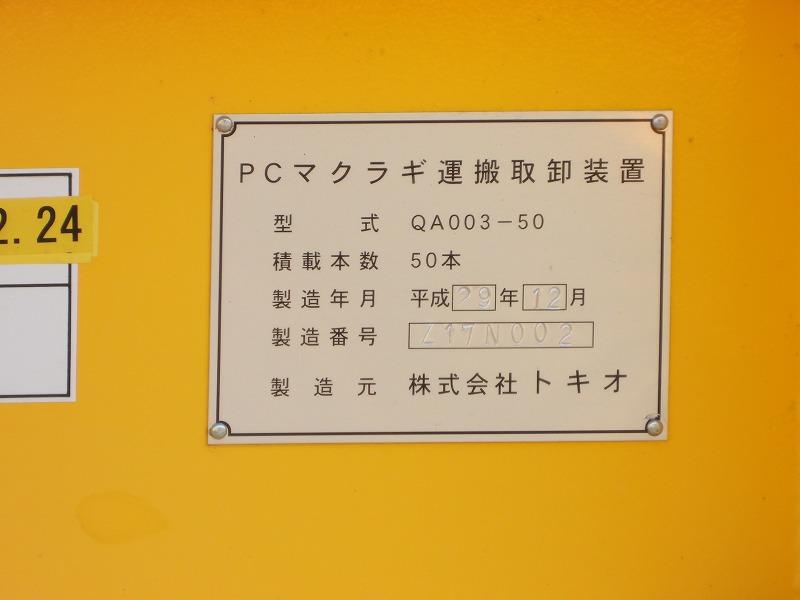 2.24
PCマクラギ運搬取卸装置
型 式 QA003-50
積載本数 50本
製造年月 平成29年12月
製造番号 Z17N002
製造元 株式会社トキオ